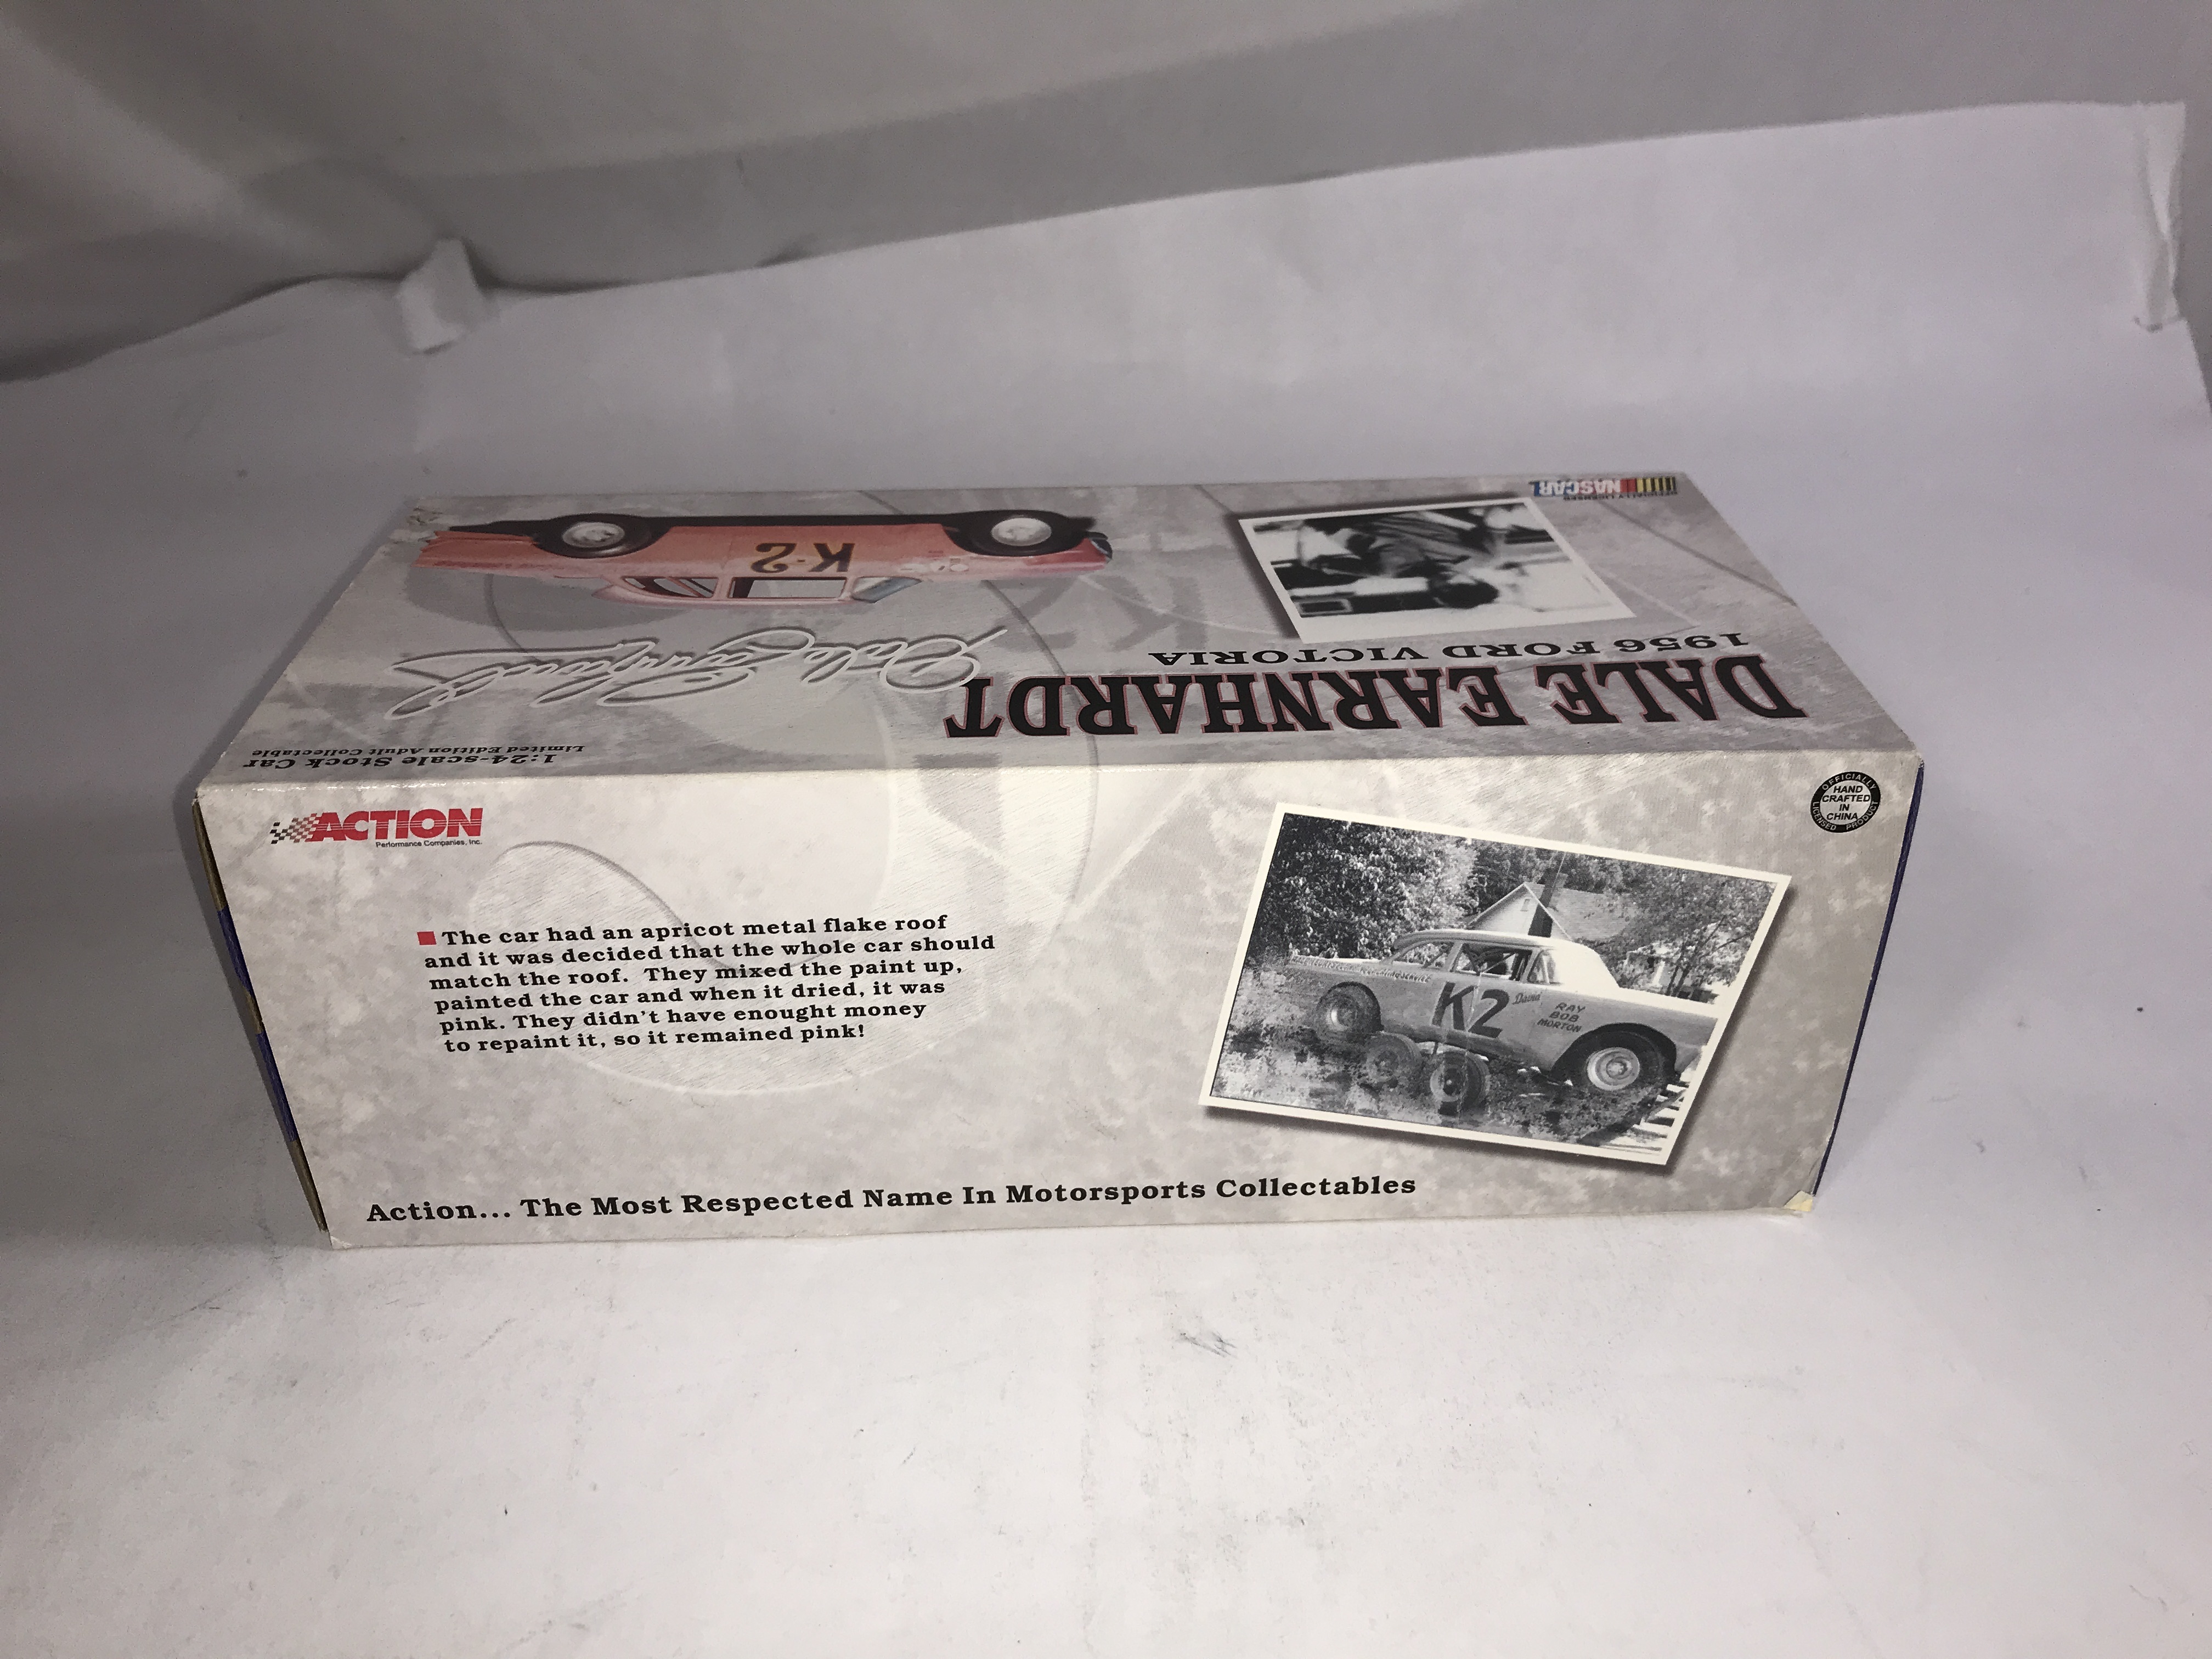 OFFICIALLY LICENSED
NASCAR
K-2
1956 FORD VICTORIA
DALE EARNHARDT
Dale Earnhardt
1:24-scale Stock Car
Limited Edition Adult Collectable
ACTION
Performance Companies, Inc.
OFFICIALLY LICENSED PRODUCT
HAND
CRAFTED
IN
CHINA
The car had an apricot metal flake roof
and it was decided that the whole car should
match the roof. They mixed the paint up,
painted the car and when it dried, it was
pink. They didn't have enought money
to repaint it, so it remained pink!
K2
RAY
BOB
MORTON
Action... The Most Respected Name In Motorsports Collectables